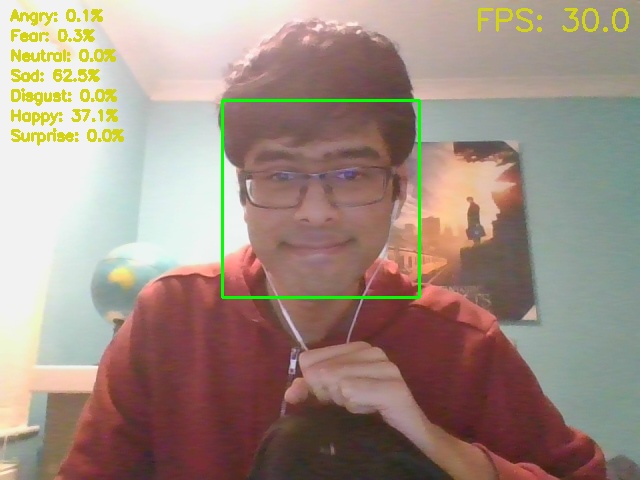 Angry: 0.1%
Fear: 0.3%
Neutral: 0.0%
Sad: 62.5%
Disgust: 0.0%
Happy: 37.1%
Surprise: 0.0%
FPS: 30.0